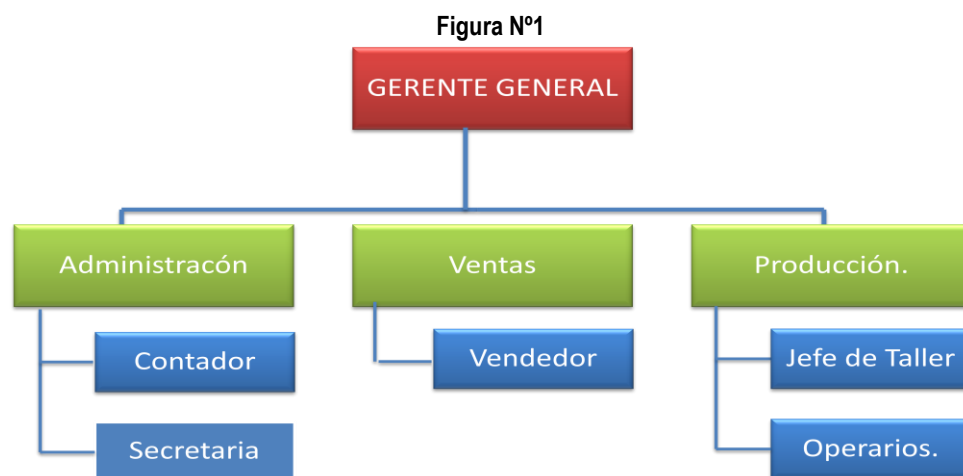 Figura Nº1
GERENTE GENERAL
Administracón
Ventas
Producción.
Contador
Vendedor
Jefe de Taller
Secretaria
Operarios.